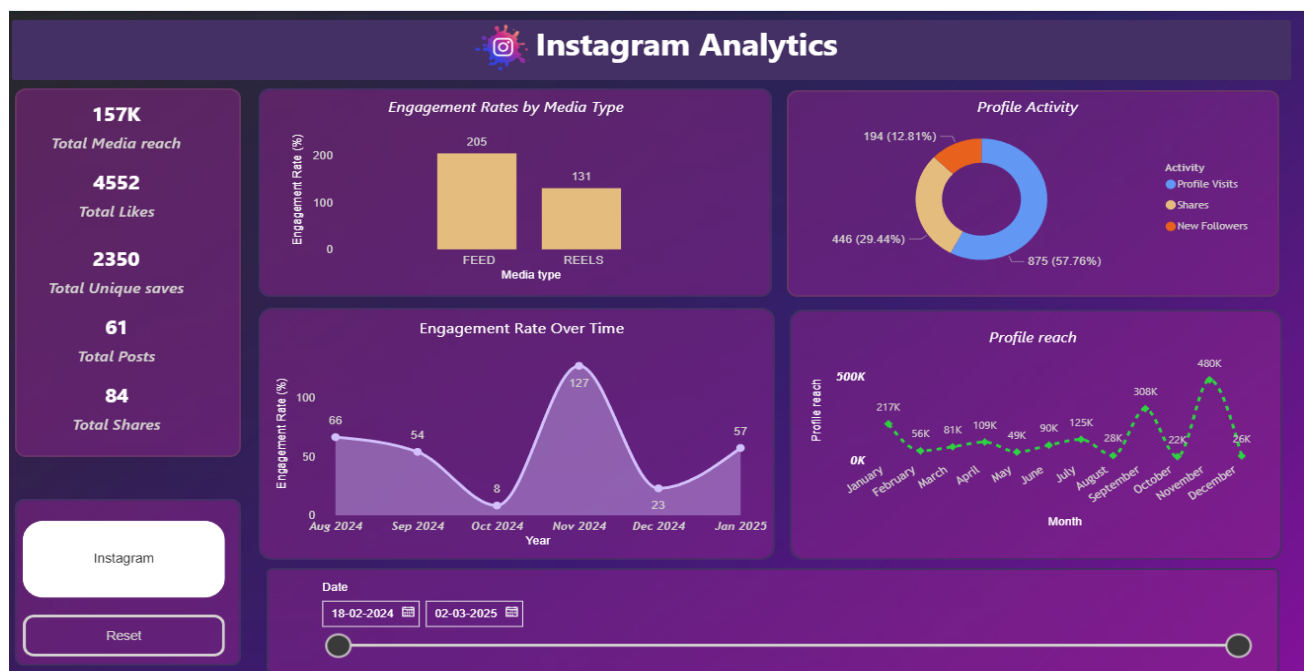 Instagram Analytics
157K
Total Media reach
4552
Total Likes
2350
Total Unique saves
61
Total Posts
84
Total Shares
Instagram
Reset
Engagement Rates by Media Type
Engagement Rate (%)
200
100
0
205
131
FEED
REELS
Media type
Profile Activity
194 (12.81%)
446 (29.44%)
875 (57.76%)
Activity
Profile Visits
Shares
New Followers
Engagement Rate Over Time
Engagement Rate (%)
100
50
0
66
54
8
127
23
57
Aug 2024
Sep 2024
Oct 2024
Nov 2024
Dec 2024
Jan 2025
Year
Profile reach
Profile reach
500K
0K
217K
56K
81K
109K
49K
90K
125K
28K
308K
22K
480K
26K
January
February
March
April
May
June
July
August
September
October
November
December
Month
Date
18-02-2024
02-03-2025